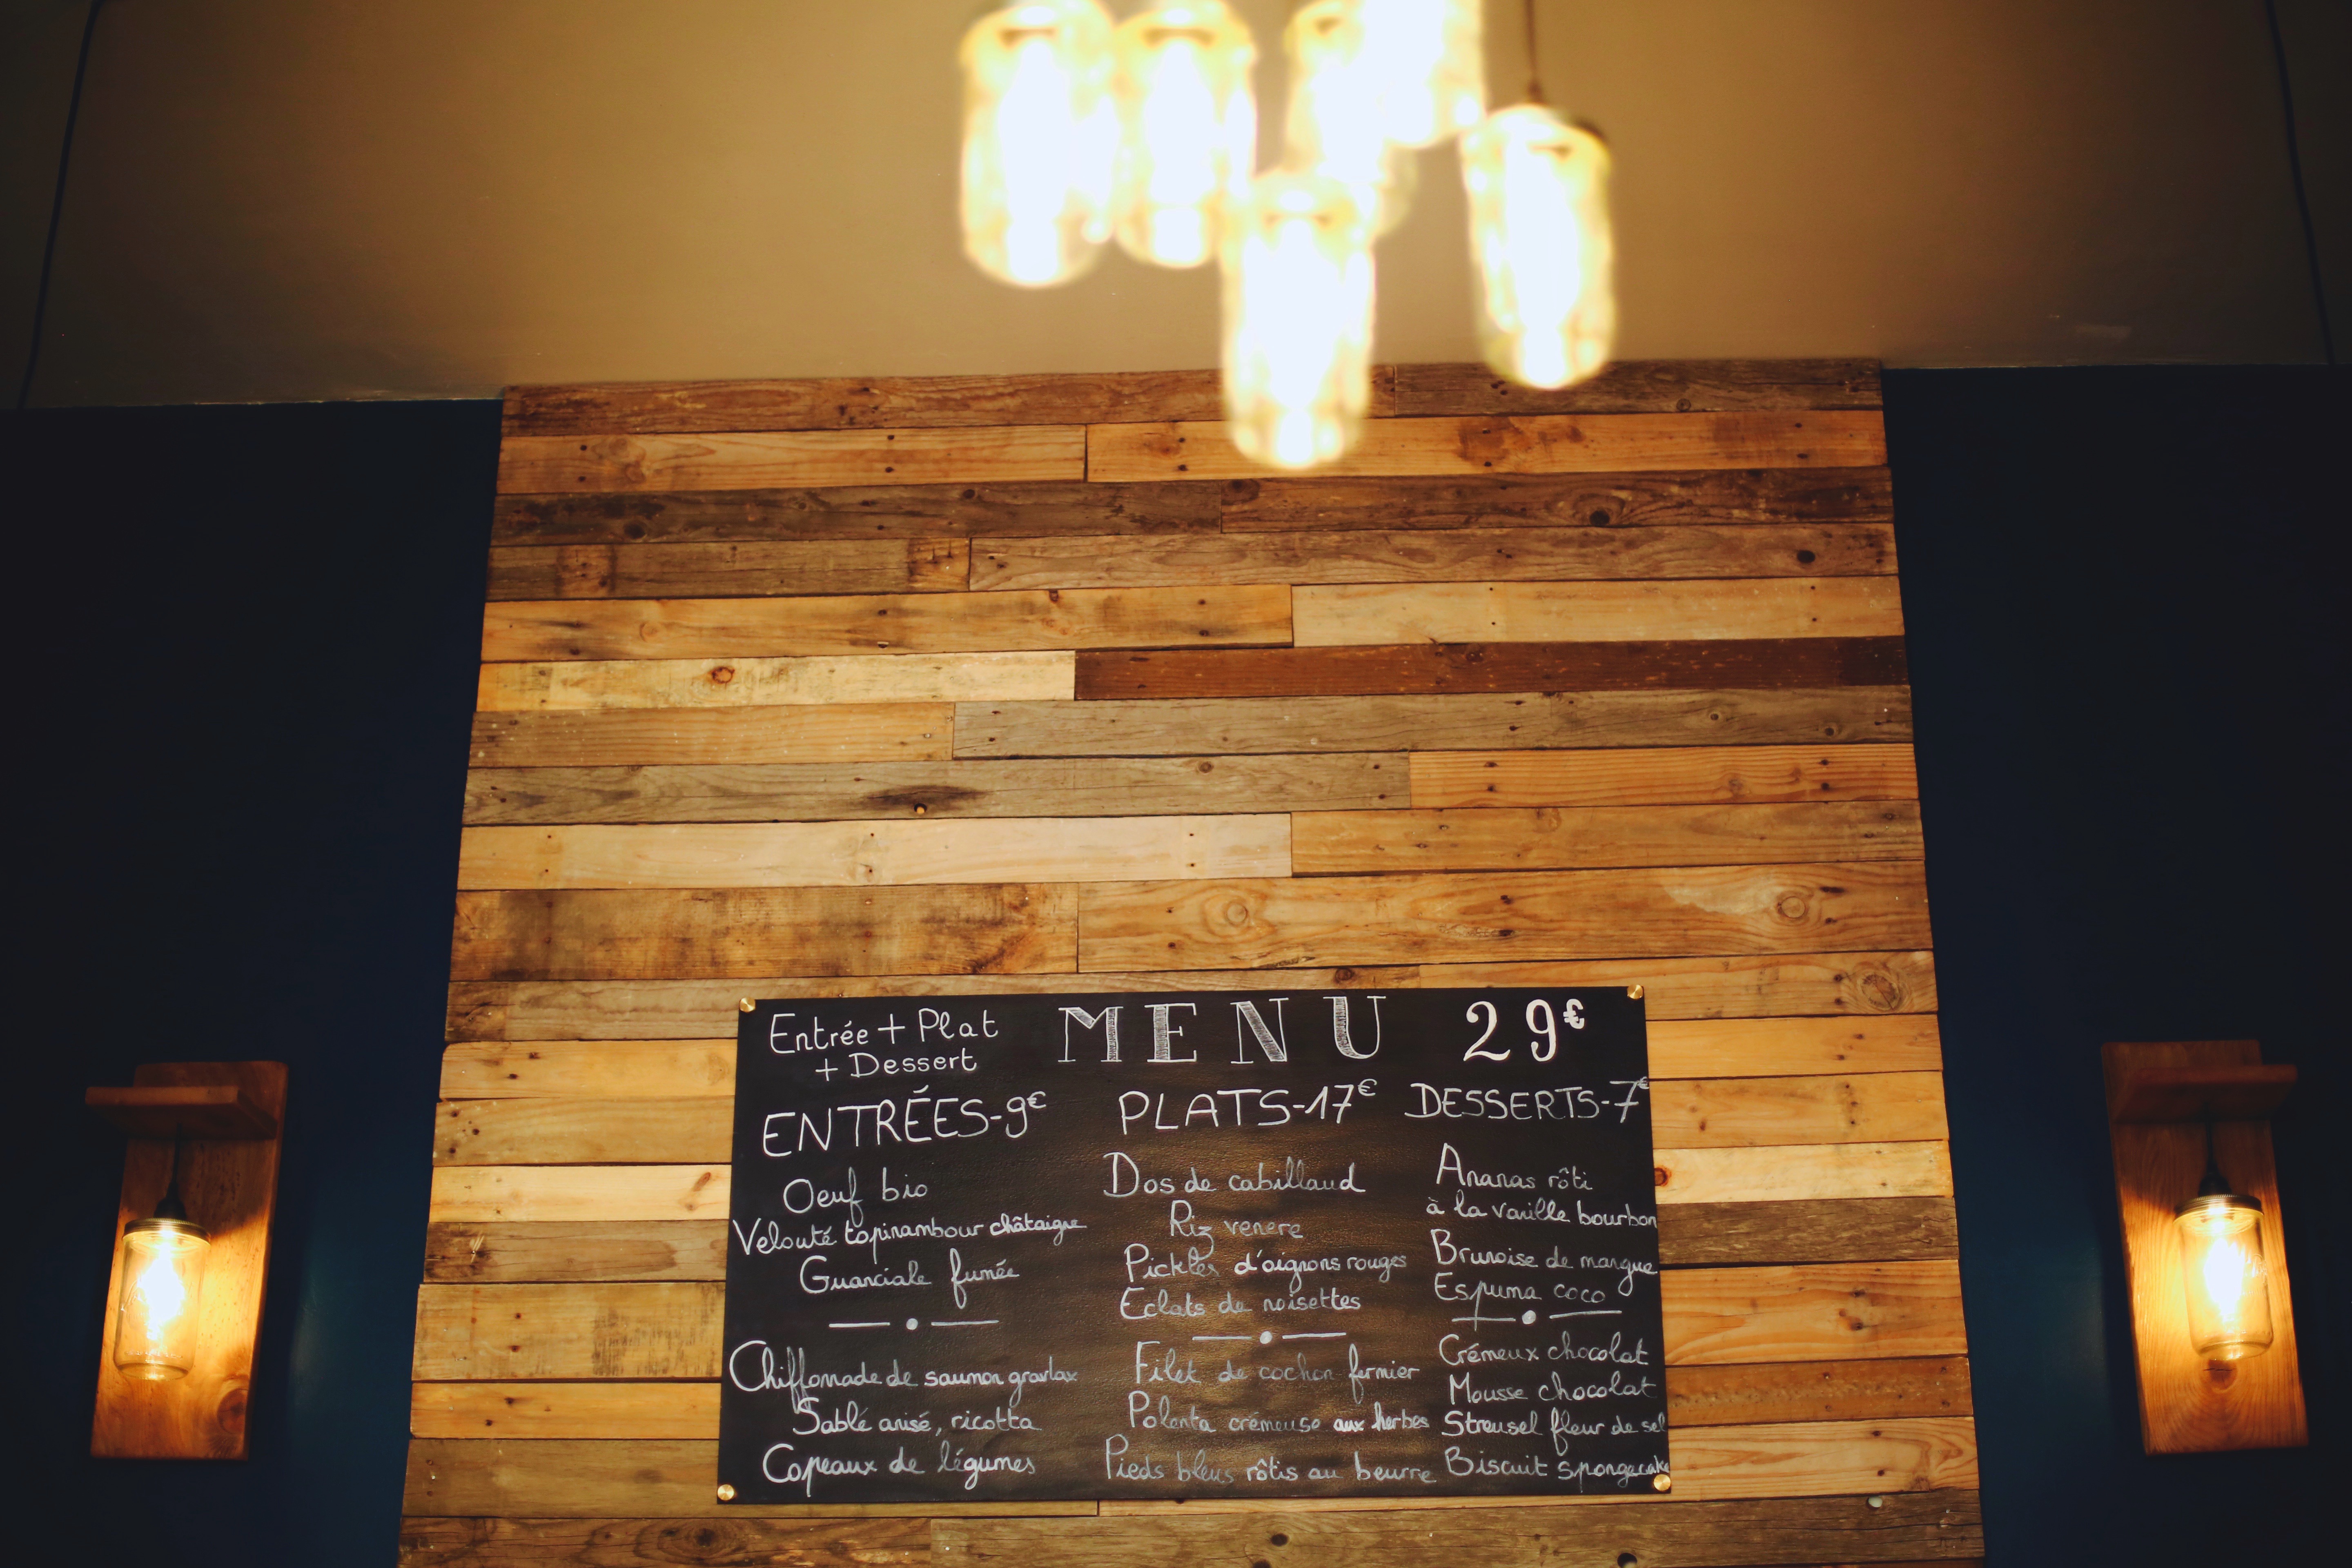 Entrée + Plat
+ Dessert
MENU
29€
ENTRÉES-9€
Oeuf bio
Velouté topinambour châtaigne
Guanciale fumée
Chiffonnade de saumon gravlax
Sablé anisé, ricotta
Copeaux de légumes
PLATS-17€
Dos de cabillaud
Riz venere
Pickles d'oignons rouges
Eclats de noisettes
Filet de cochon fermier
Polenta crémeuse aux herbes
Pieds bleus rôtis au beurre
DESSERTS-7€
Ananas rôti
à la vanille bourbon
Brunoise de mangue
Espuma coco
Crémeux chocolat
Mousse chocolat
Streusel fleur de sel
Biscuit spongecake